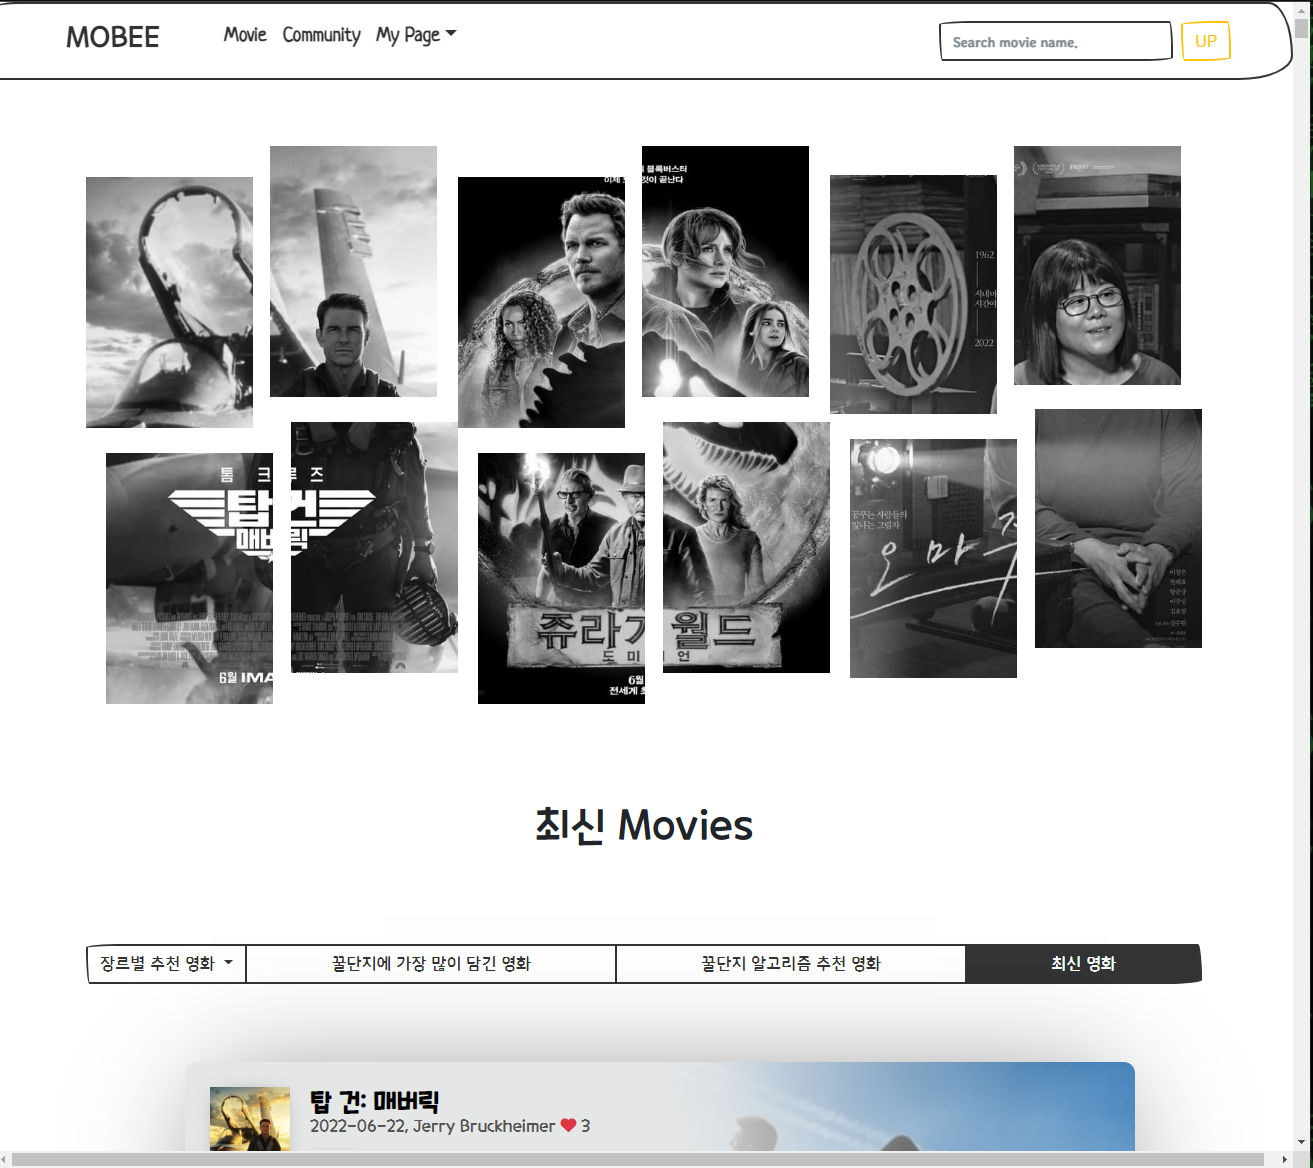 MOBEE
Movie Community My Page
Search movie name.
UP
블록버스터
것이 끝난다
1962
시네마
시간여
2022
톰 크루즈
탑건
매버릭
6월 IMA
쥬라기 월드
도미니언
6월
전세계 최
꿈꾸는 사람들의
빛나는 그림자
오마주
최신 Movies
장르별 추천 영화
꿀단지에 가장 많이 담긴 영화
꿀단지 알고리즘 추천 영화
최신 영화
탑 건: 매버릭
2022-06-22, Jerry Bruckheimer 3